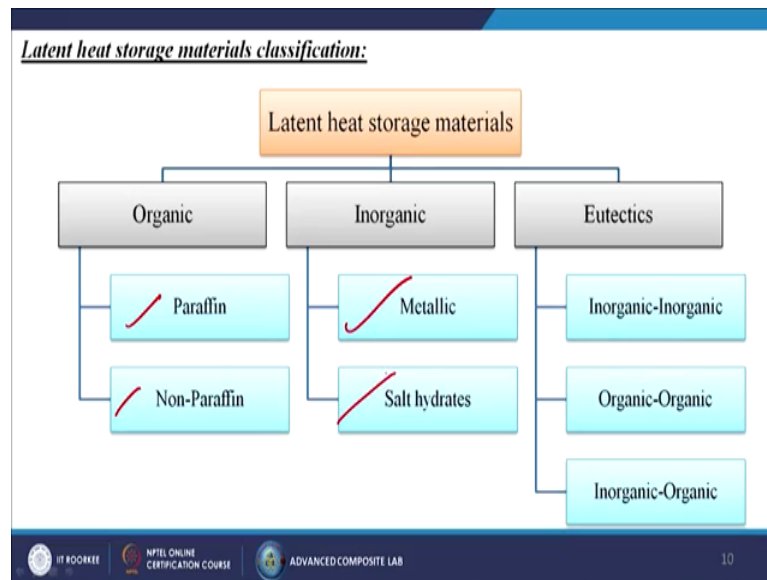 Latent heat storage materials classification:
Latent heat storage materials
Organic
Inorganic
Eutectics
Paraffin
Metallic
Inorganic-Inorganic
Non-Paraffin
Salt hydrates
Organic-Organic
Inorganic-Organic
IIT ROORKEE
NPTEL ONLINE
CERTIFICATION COURSE
ADVANCED COMPOSITE LAB
10